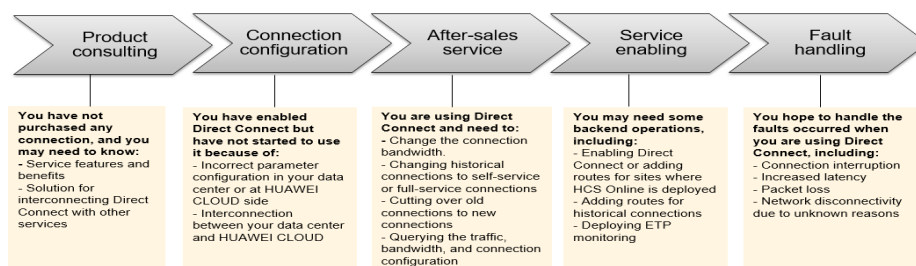 Product
consulting
Connection
configuration
After-sales
service
Service
enabling
Fault
handling
You have not
purchased any
connection, and you
may need to know:
- Service features and
benefits
- Solution for
interconnecting Direct
Connect with other
services
You have enabled
Direct Connect but
have not started to use
it because of:
- Incorrect parameter
configuration in your data
center or at HUAWEI
CLOUD side
- Interconnection
between your data center
and HUAWEI CLOUD
You are using Direct
Connect and need to:
- Change the connection
bandwidth.
- Changing historical
connections to self-service
or full-service connections
- Cutting over old
connections to new
connections
- Querying the traffic,
bandwidth, and connection
configuration
You may need some
backend operations,
including:
- Enabling Direct
Connect or adding
routes for sites where
HCS Online is deployed
- Adding routes for
historical connections
- Deploying ETP
monitoring
You hope to handle the
faults occurred when
you are using Direct
Connect, including:
- Connection interruption
- Increased latency
- Packet loss
- Network disconnectivity
due to unknown reasons